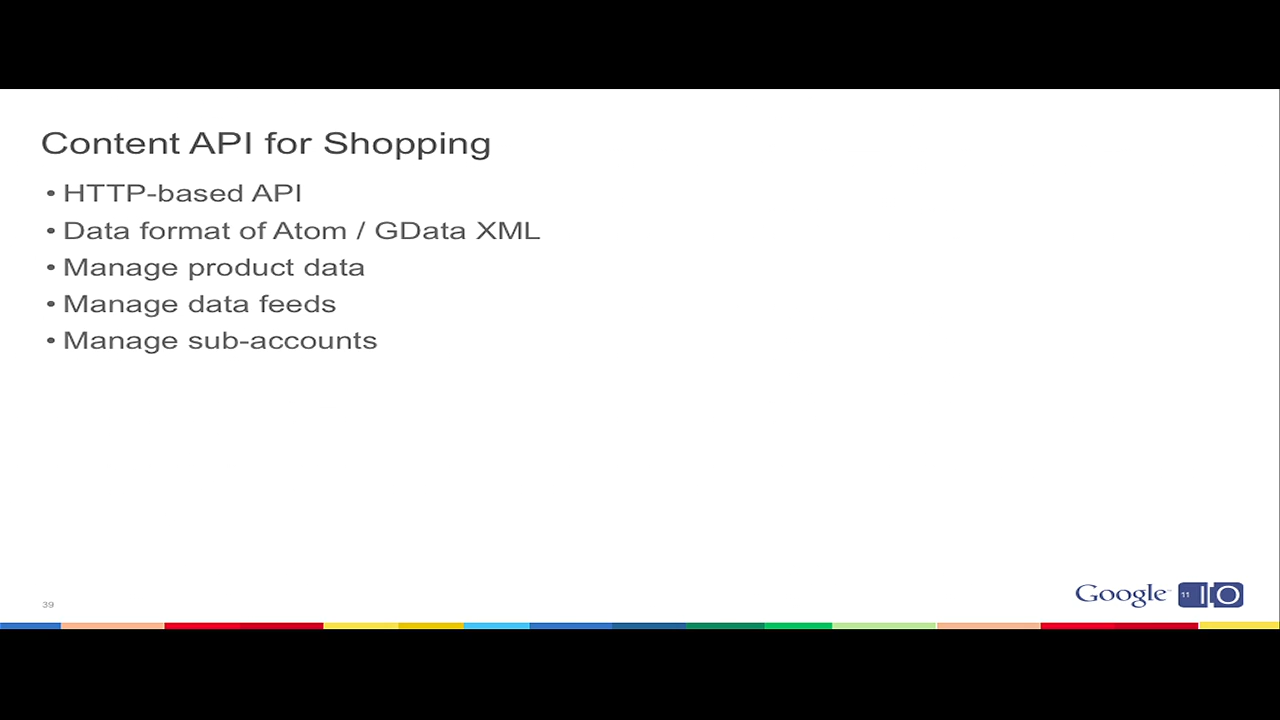 Content API for Shopping
• HTTP-based API
• Data format of Atom / GData XML
• Manage product data
• Manage data feeds
• Manage sub-accounts
39
Google 11 IO